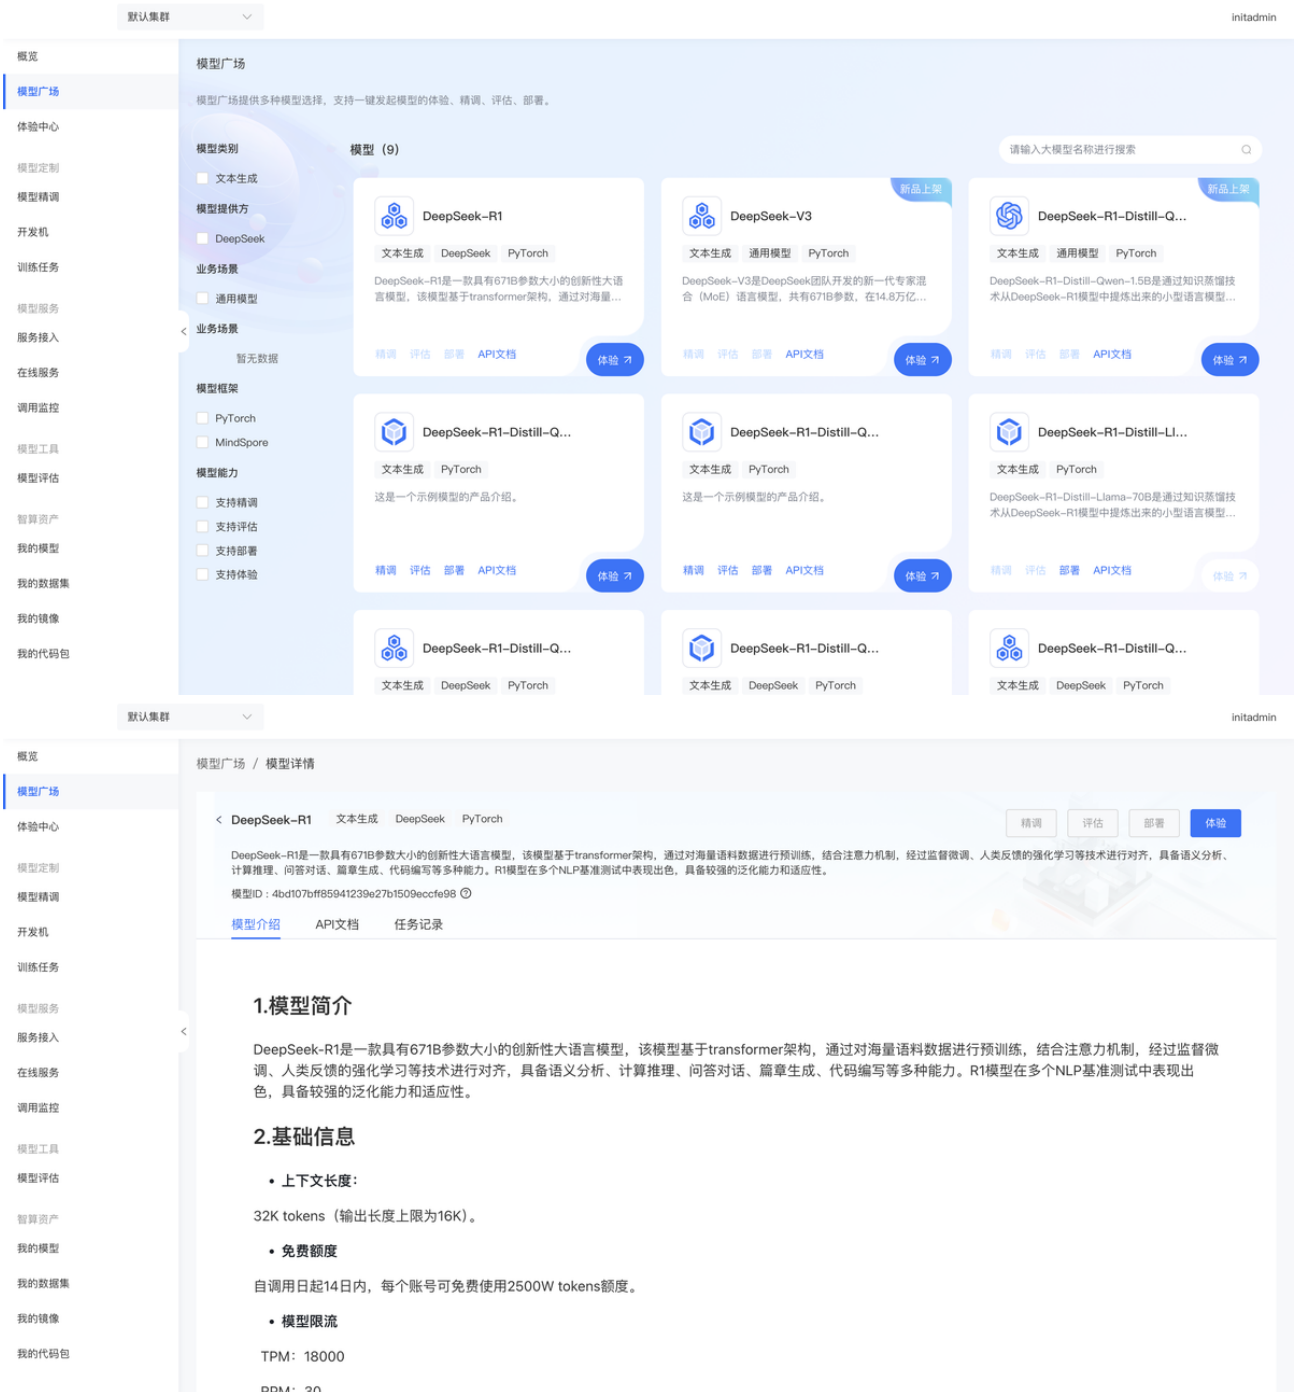 默认集群
initadmin
概览
模型广场
体验中心
模型定制
模型精调
开发机
训练任务
模型服务
服务接入
在线服务
调用监控
模型工具
模型评估
智算资产
我的模型
我的数据集
我的镜像
我的代码包
模型广场
模型广场提供多种模型选择，支持一键发起模型的体验、精调、评估、部署。
模型类别
文本生成
模型提供方
DeepSeek
业务场景
通用模型
业务场景
暂无数据
模型框架
PyTorch
MindSpore
模型能力
支持精调
支持评估
支持部署
支持体验
模型（9）
请输入大模型名称进行搜索
DeepSeek-R1
文本生成 DeepSeek PyTorch
DeepSeek-R1是一款具有671B参数大小的创新性大语
言模型，该模型基于transformer架构，通过对海量...
精调 评估 部署 API文档
体验
新品上架
DeepSeek-V3
文本生成 通用模型 PyTorch
DeepSeek-V3是DeepSeek团队开发的新一代专家混
合（MoE）语言模型，共有671B参数，在14.8万亿...
精调 评估 部署 API文档
体验
新品上架
DeepSeek-R1-Distill-Q...
文本生成 通用模型 PyTorch
DeepSeek-R1-Distill-Qwen-1.5B是通过知识蒸馏技
术从DeepSeek-R1模型中提炼出来的小型语言模型...
精调 评估 部署 API文档
体验
DeepSeek-R1-Distill-Q...
文本生成 PyTorch
这是一个示例模型的产品介绍。
精调 评估 部署 API文档
体验
DeepSeek-R1-Distill-Q...
文本生成 PyTorch
这是一个示例模型的产品介绍。
精调 评估 部署 API文档
体验
DeepSeek-R1-Distill-Ll...
文本生成 PyTorch
DeepSeek-R1-Distill-Llama-70B是通过知识蒸馏技
术从DeepSeek-R1模型中提炼出来的小型语言模型...
精调 评估 部署 API文档
体验
DeepSeek-R1-Distill-Q...
文本生成 DeepSeek PyTorch
DeepSeek-R1-Distill-Q...
文本生成 DeepSeek PyTorch
DeepSeek-R1-Distill-Q...
文本生成 DeepSeek PyTorch
默认集群
initadmin
概览
模型广场
体验中心
模型定制
模型精调
开发机
训练任务
模型服务
服务接入
在线服务
调用监控
模型工具
模型评估
智算资产
我的模型
我的数据集
我的镜像
我的代码包
模型广场 / 模型详情
DeepSeek-R1 文本生成 DeepSeek PyTorch
精调 评估 部署 体验
DeepSeek-R1是一款具有671B参数大小的创新性大语言模型，该模型基于transformer架构，通过对海量语料数据进行预训练，结合注意力机制，经过监督微调、人类反馈的强化学习等技术进行对齐，具备语义分析、
计算推理、问答对话、篇章生成、代码编写等多种能力。R1模型在多个NLP基准测试中表现出色，具备较强的泛化能力和适应性。
模型ID：4bd107bff85941239e27b1509eccfe98
模型介绍 API文档 任务记录
1.模型简介
DeepSeek-R1是一款具有671B参数大小的创新性大语言模型，该模型基于transformer架构，通过对海量语料数据进行预训练，结合注意力机制，经过监督微
调、人类反馈的强化学习等技术进行对齐，具备语义分析、计算推理、问答对话、篇章生成、代码编写等多种能力。R1模型在多个NLP基准测试中表现出
色，具备较强的泛化能力和适应性。
2.基础信息
• 上下文长度：
32K tokens（输出长度上限为16K）。
• 免费额度
自调用日起14日内，每个账号可免费使用2500W tokens额度。
• 模型限流
TPM：18000
RPM：30